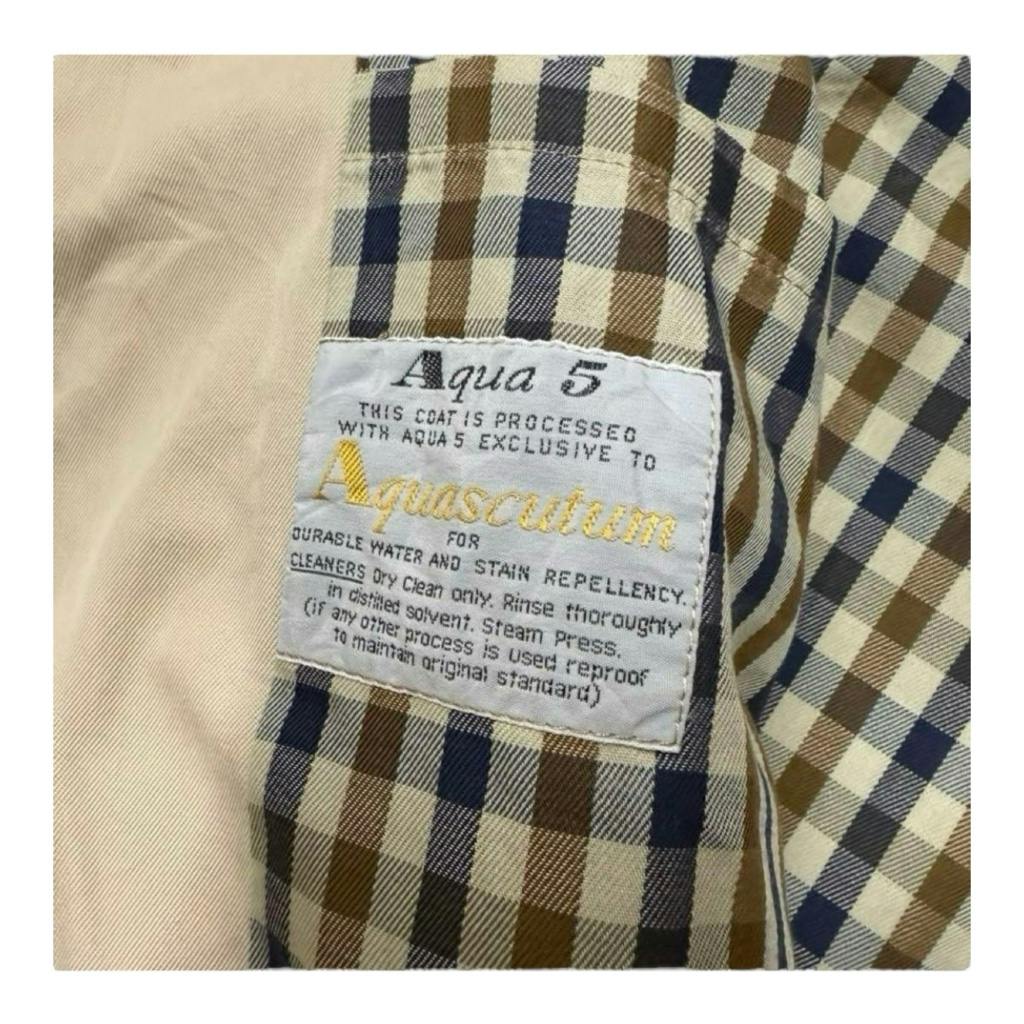 Aqua 5
THIS COAT IS PROCESSED
WITH AQUA 5 EXCLUSIVE TO
Aquascutum
FOR
DURABLE WATER AND STAIN REPELLENCY.
CLEANERS Dry Clean only. Rinse thoroughly
in distilled solvent. Steam Press.
(if any other process is used reproof
to maintain original standard)